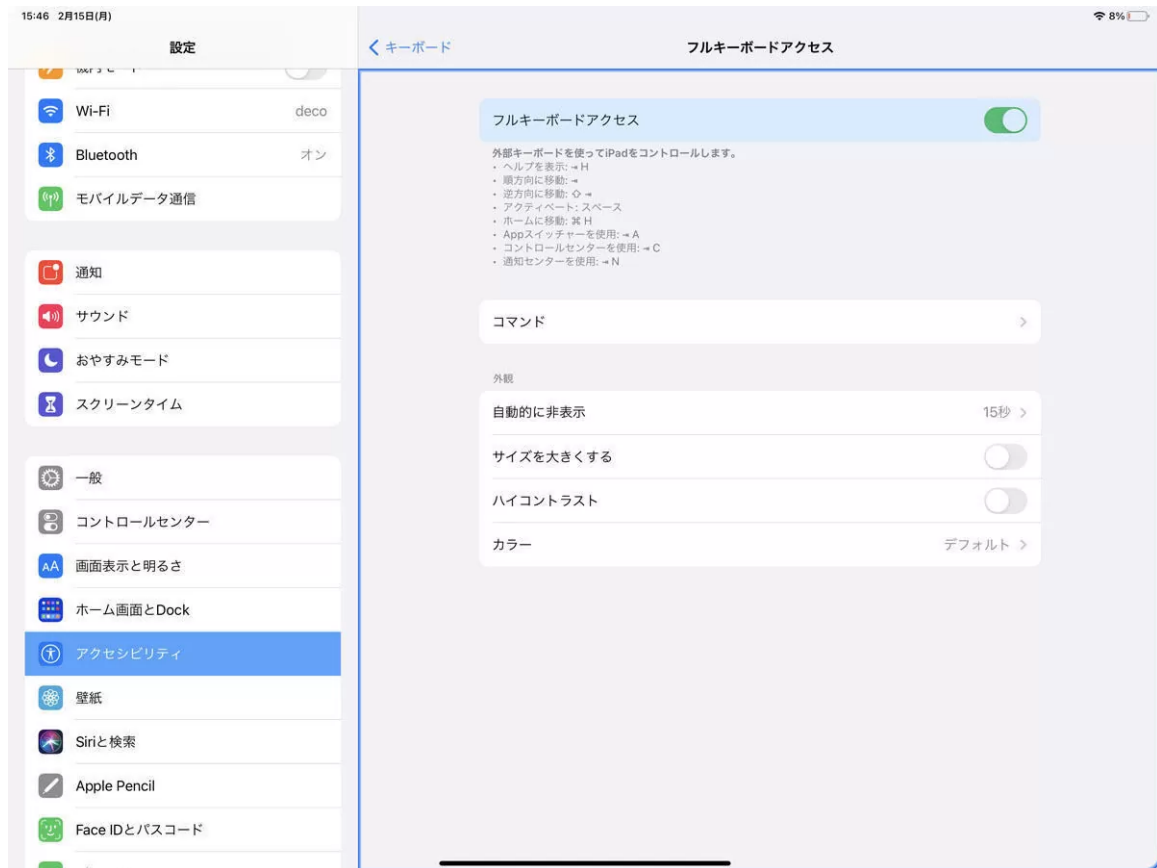 15:46 2月15日(月)
8%
設定
Wi-Fi
deco
Bluetooth
オン
モバイルデータ通信
通知
サウンド
おやすみモード
スクリーンタイム
一般
コントロールセンター
AA 画面表示と明るさ
ホーム画面とDock
アクセシビリティ
壁紙
Siriと検索
Apple Pencil
Face IDとパスコード
キーボード
フルキーボードアクセス
フルキーボードアクセス
外部キーボードを使ってiPadをコントロールします。
• ヘルプを表示: ⇥ H
• 順方向に移動: ⇥
• 逆方向に移動: ⇧ ⇥
• アクティベート: スペース
• ホームに移動: ⌘ H
• Appスイッチャーを使用: ⇥ A
• コントロールセンターを使用: ⇥ C
• 通知センターを使用: ⇥ N
コマンド
外観
自動的に非表示
15秒
サイズを大きくする
ハイコントラスト
カラー
デフォルト